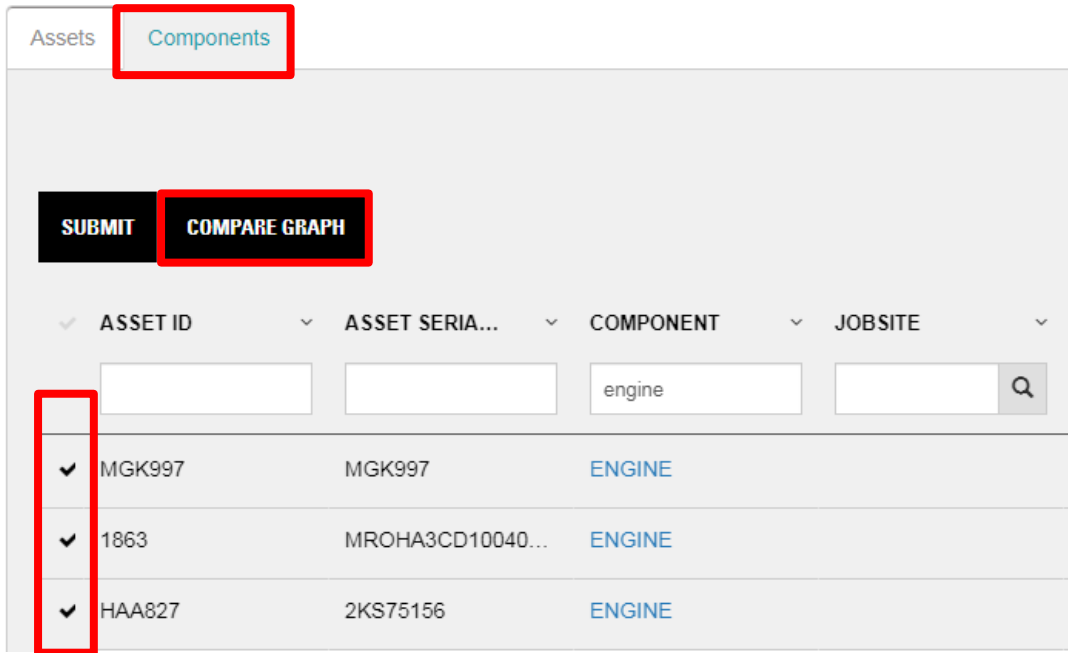 Assets Components
SUBMIT COMPARE GRAPH
ASSET ID ASSET SERIA... COMPONENT JOBSITE
engine
MGK997 MGK997 ENGINE
1863 MROHA3CD10040... ENGINE
HAA827 2KS75156 ENGINE